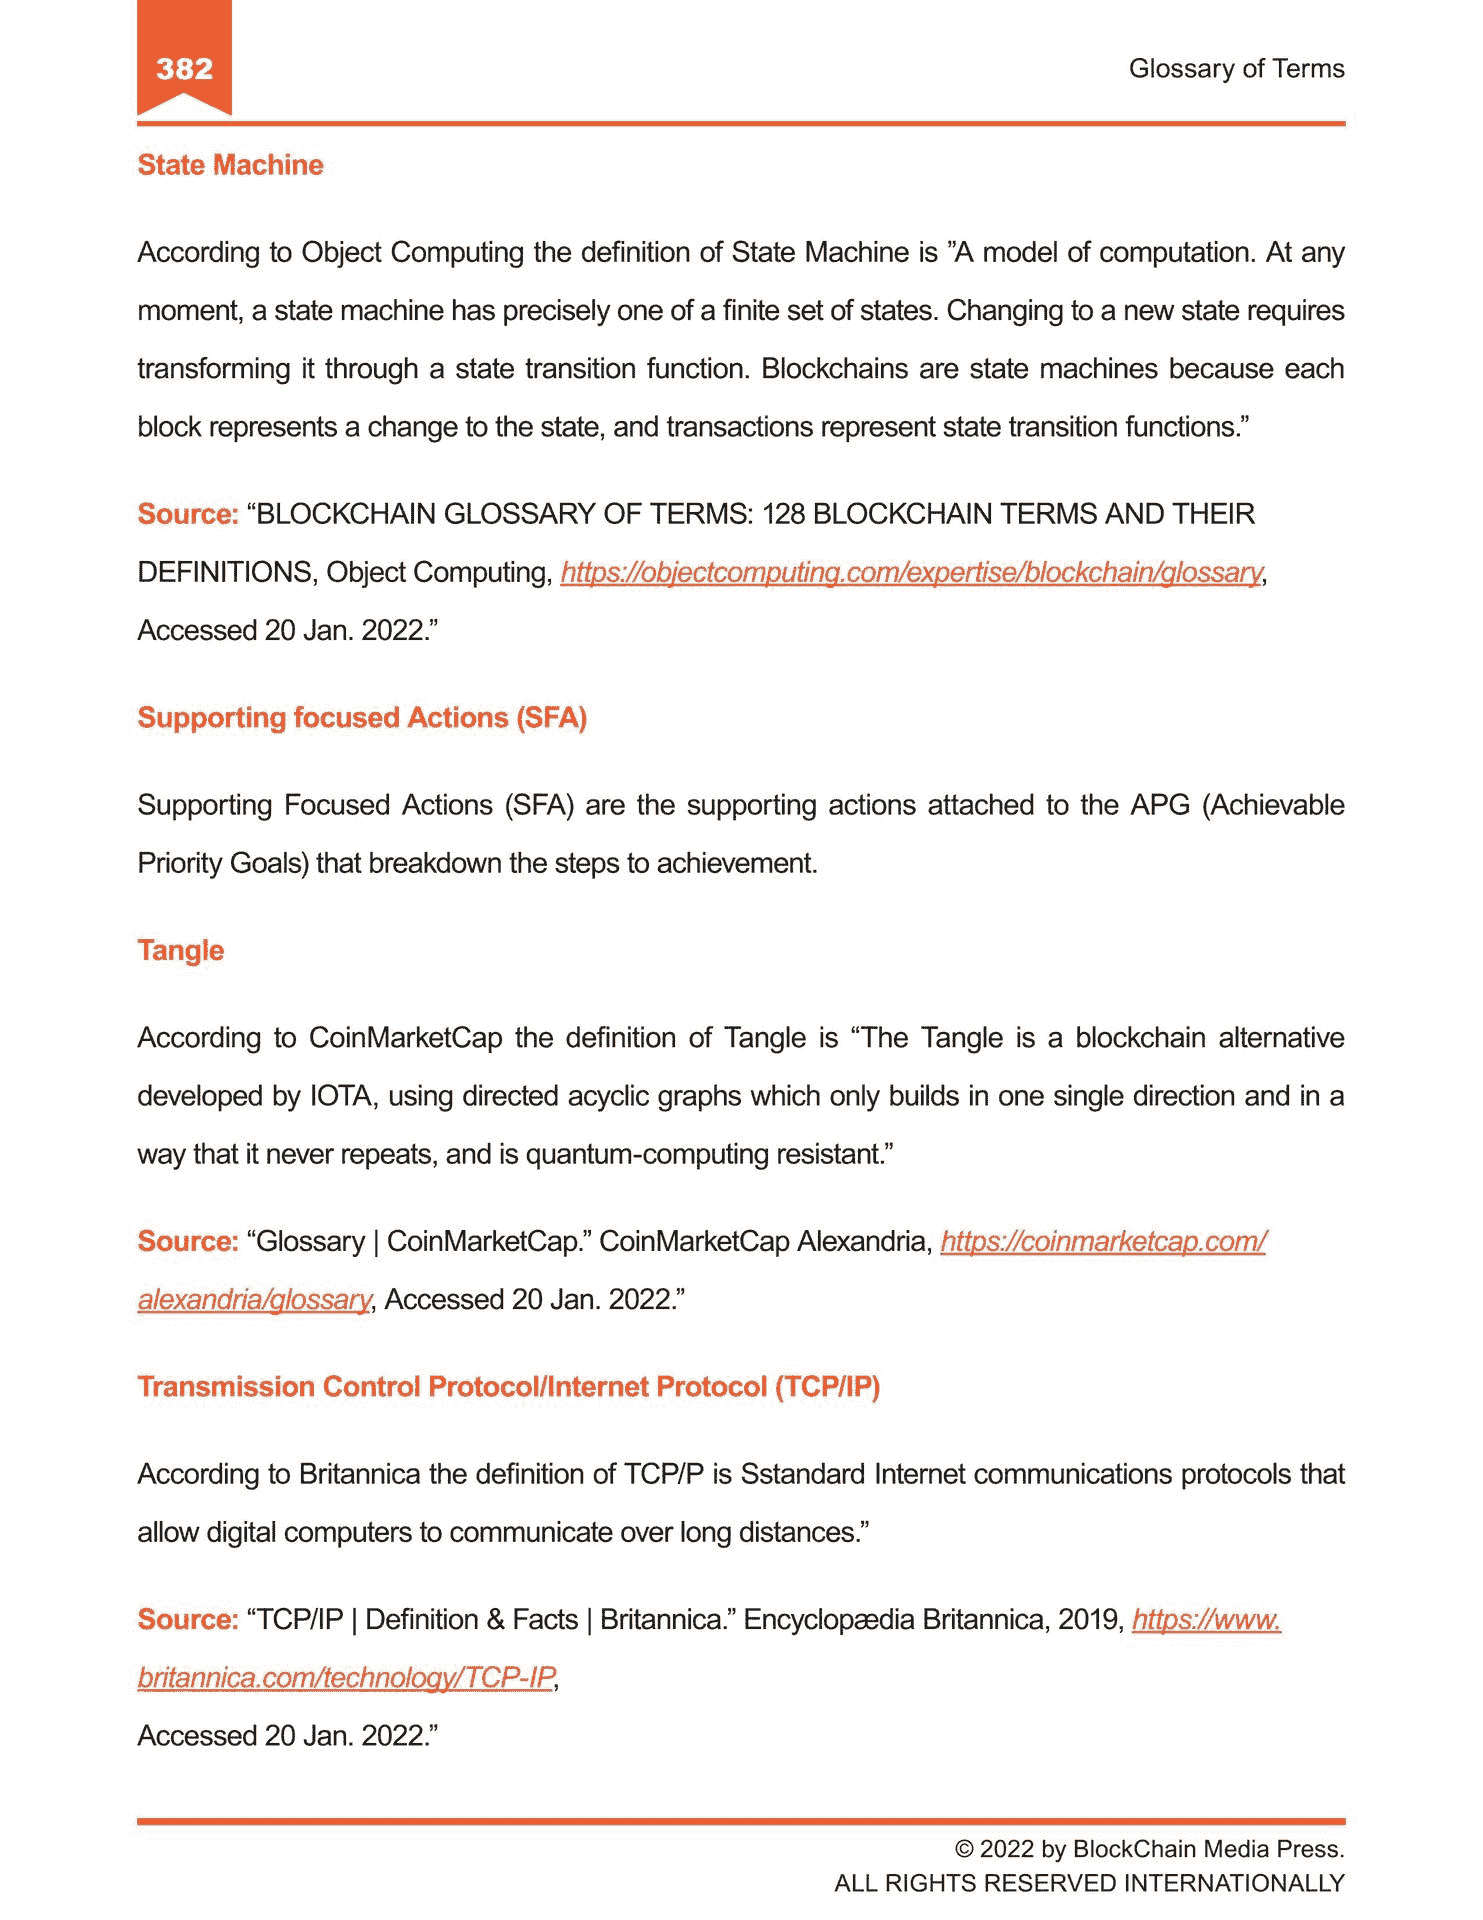 382
Glossary of Terms
State Machine
According to Object Computing the definition of State Machine is ”A model of computation. At any
moment, a state machine has precisely one of a finite set of states. Changing to a new state requires
transforming it through a state transition function. Blockchains are state machines because each
block represents a change to the state, and transactions represent state transition functions.”
Source: “BLOCKCHAIN GLOSSARY OF TERMS: 128 BLOCKCHAIN TERMS AND THEIR
DEFINITIONS, Object Computing, https://objectcomputing.com/expertise/blockchain/glossary,
Accessed 20 Jan. 2022.”
Supporting focused Actions (SFA)
Supporting Focused Actions (SFA) are the supporting actions attached to the APG (Achievable
Priority Goals) that breakdown the steps to achievement.
Tangle
According to CoinMarketCap the definition of Tangle is “The Tangle is a blockchain alternative
developed by IOTA, using directed acyclic graphs which only builds in one single direction and in a
way that it never repeats, and is quantum-computing resistant.”
Source: “Glossary | CoinMarketCap.” CoinMarketCap Alexandria, https://coinmarketcap.com/
alexandria/glossary, Accessed 20 Jan. 2022.”
Transmission Control Protocol/Internet Protocol (TCP/IP)
According to Britannica the definition of TCP/P is Sstandard Internet communications protocols that
allow digital computers to communicate over long distances.”
Source: “TCP/IP | Definition & Facts | Britannica.” Encyclopædia Britannica, 2019, https://www.
britannica.com/technology/TCP-IP,
Accessed 20 Jan. 2022.”
© 2022 by BlockChain Media Press.
ALL RIGHTS RESERVED INTERNATIONALLY